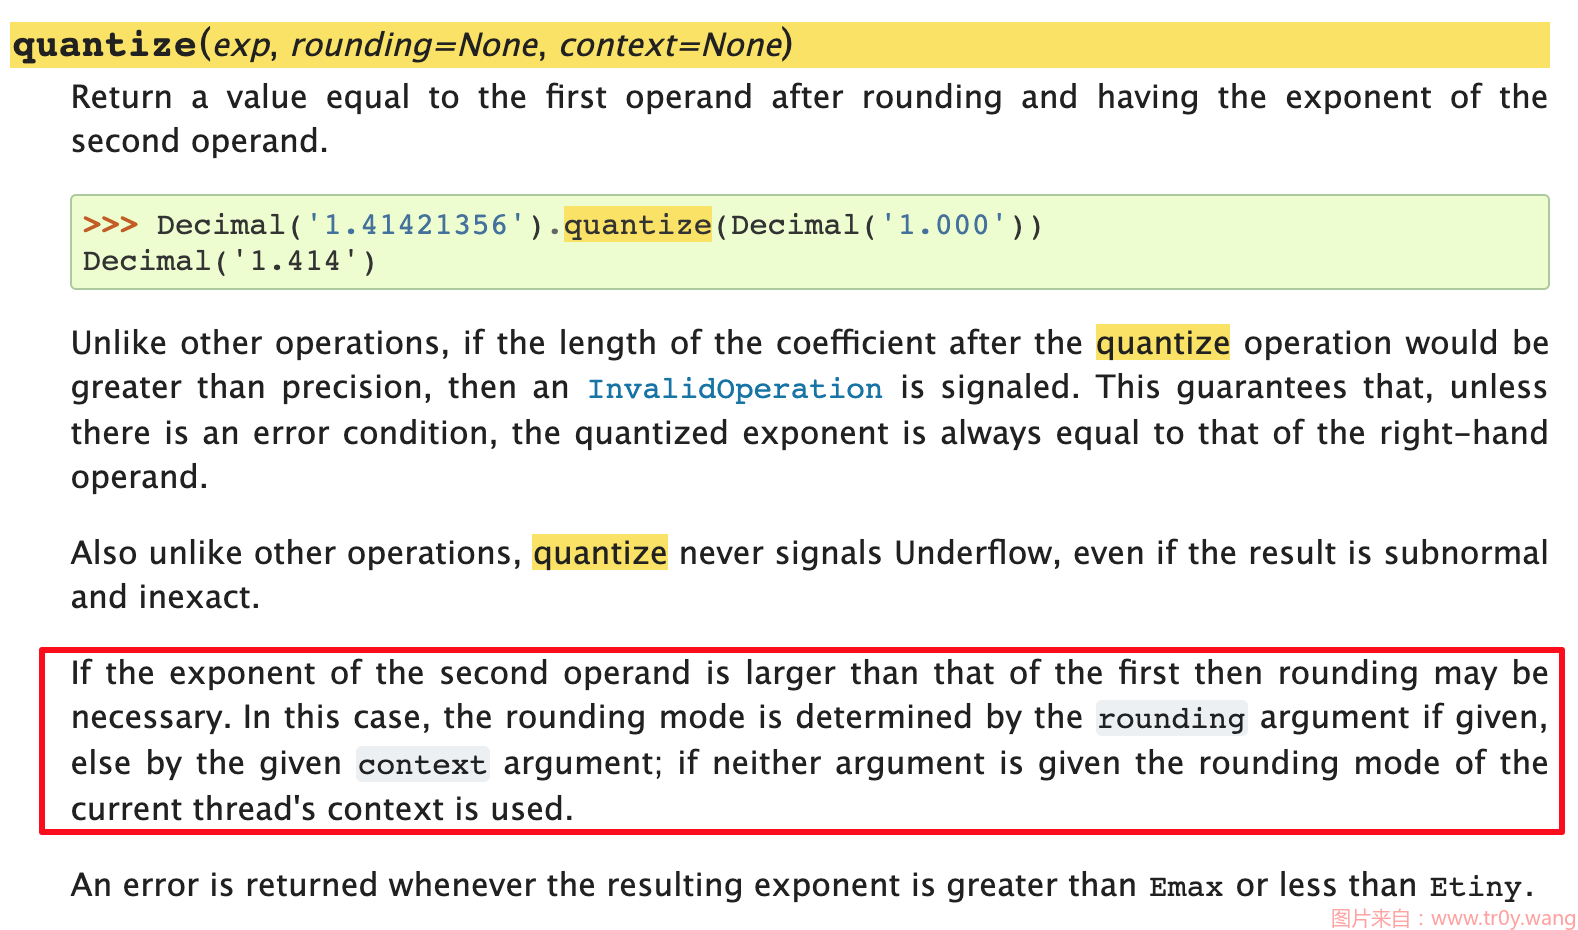 quantize(exp, rounding=None, context=None)
Return a value equal to the first operand after rounding and having the exponent of the
second operand.
>>> Decimal('1.41421356').quantize(Decimal('1.000'))
Decimal('1.414')
Unlike other operations, if the length of the coefficient after the quantize operation would be
greater than precision, then an InvalidOperation is signaled. This guarantees that, unless
there is an error condition, the quantized exponent is always equal to that of the right-hand
operand.
Also unlike other operations, quantize never signals Underflow, even if the result is subnormal
and inexact.
If the exponent of the second operand is larger than that of the first then rounding may be
necessary. In this case, the rounding mode is determined by the rounding argument if given,
else by the given context argument; if neither argument is given the rounding mode of the
current thread's context is used.
An error is returned whenever the resulting exponent is greater than Emax or less than Etiny.
图片来自：www.tr0y.wang